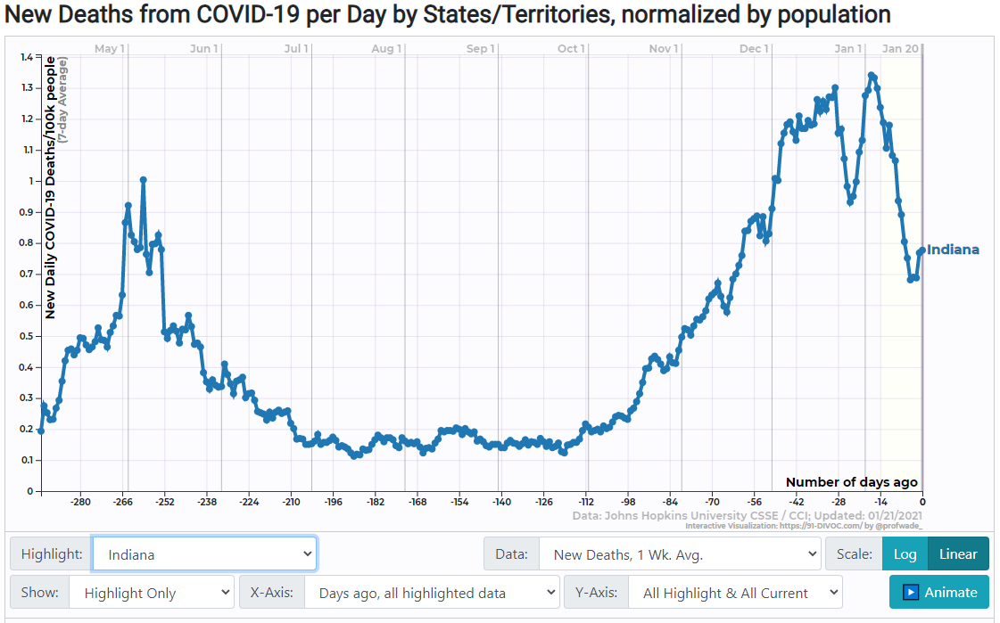 New Deaths from COVID-19 per Day by States/Territories, normalized by population
May 1 Jun 1 Jul 1 Aug 1 Sep 1 Oct 1 Nov 1 Dec 1 Jan 1 Jan 20
New Daily COVID-19 Deaths/100k people
(7-day Average)
1.4
1.3
1.2
1.1
1
0.9
0.8
0.7
0.6
0.5
0.4
0.3
0.2
0.1
0
Indiana
Number of days ago
-280 -266 -252 -238 -224 -210 -196 -182 -168 -154 -140 -126 -112 -98 -84 -70 -56 -42 -28 -14 0
Data: Johns Hopkins University CSSE / CCI; Updated: 01/21/2021
Interactive Visualization: https://91-DIVOC.com/ by @profwade_
Highlight: Indiana Data: New Deaths, 1 Wk. Avg. Scale: Log Linear
Show: Highlight Only X-Axis: Days ago, all highlighted data Y-Axis: All Highlight & All Current Animate